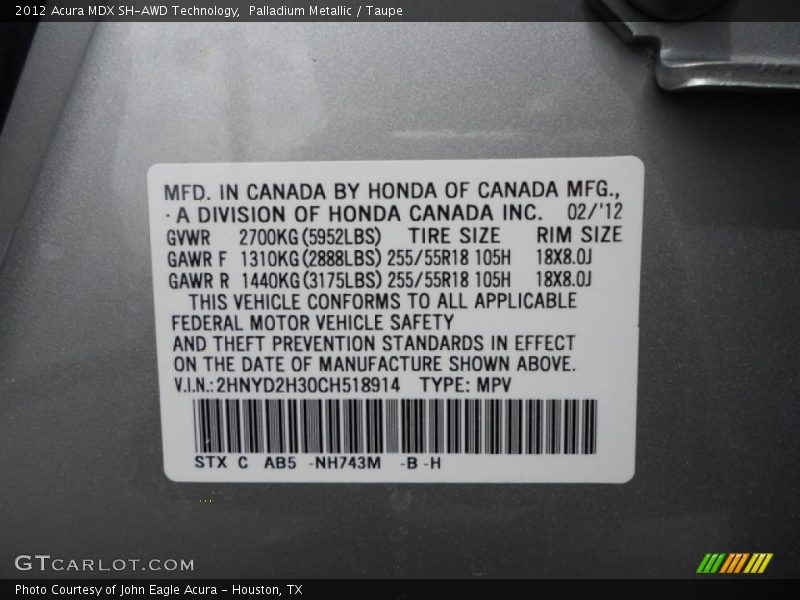 2012 Acura MDX SH-AWD Technology,  Palladium Metallic / Taupe
MFD. IN CANADA BY HONDA OF CANADA MFG.,
A DIVISION OF HONDA CANADA INC. 02/'12
GVWR 2700KG(5952LBS) TIRE SIZE RIM SIZE
GAWR F 1310KG(2888LBS) 255/55R18 105H 18X8.0J
GAWR R 1440KG(3175LBS) 255/55R18 105H 18X8.0J
THIS VEHICLE CONFORMS TO ALL APPLICABLE
FEDERAL MOTOR VEHICLE SAFETY
AND THEFT PREVENTION STANDARDS IN EFFECT
ON THE DATE OF MANUFACTURE SHOWN ABOVE.
V.I.N.:2HNYD2H30CH518914 TYPE: MPV
STX C AB5 -NH743M -B -H
GTCARLOT.COM
Photo Courtesy of John Eagle Acura - Houston, TX